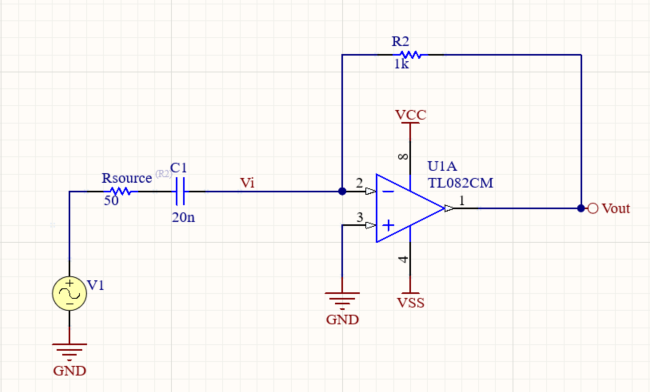 R2
1k
VCC
8
U1A
TL082CM
Rsource
(R2)
C1
50
20n
Vi
2
3
1
Vout
4
V1
VSS
GND
GND